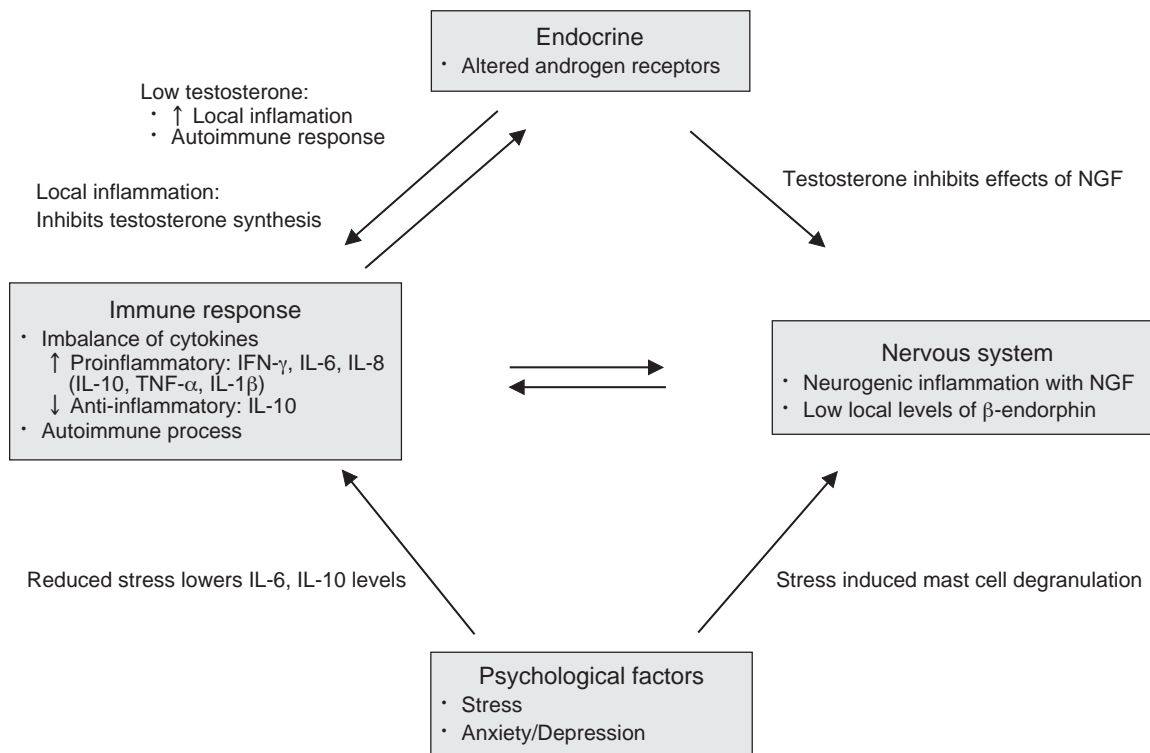 Endocrine
· Altered androgen receptors
Low testosterone:
· ↑ Local inflamation
· Autoimmune response
Local inflammation:
Inhibits testosterone synthesis
Testosterone inhibits effects of NGF
Immune response
· Imbalance of cytokines
↑ Proinflammatory: IFN-γ, IL-6, IL-8
(IL-10, TNF-α, IL-1β)
↓ Anti-inflammatory: IL-10
· Autoimmune process
Nervous system
· Neurogenic inflammation with NGF
· Low local levels of β-endorphin
Reduced stress lowers IL-6, IL-10 levels
Stress induced mast cell degranulation
Psychological factors
· Stress
· Anxiety/Depression